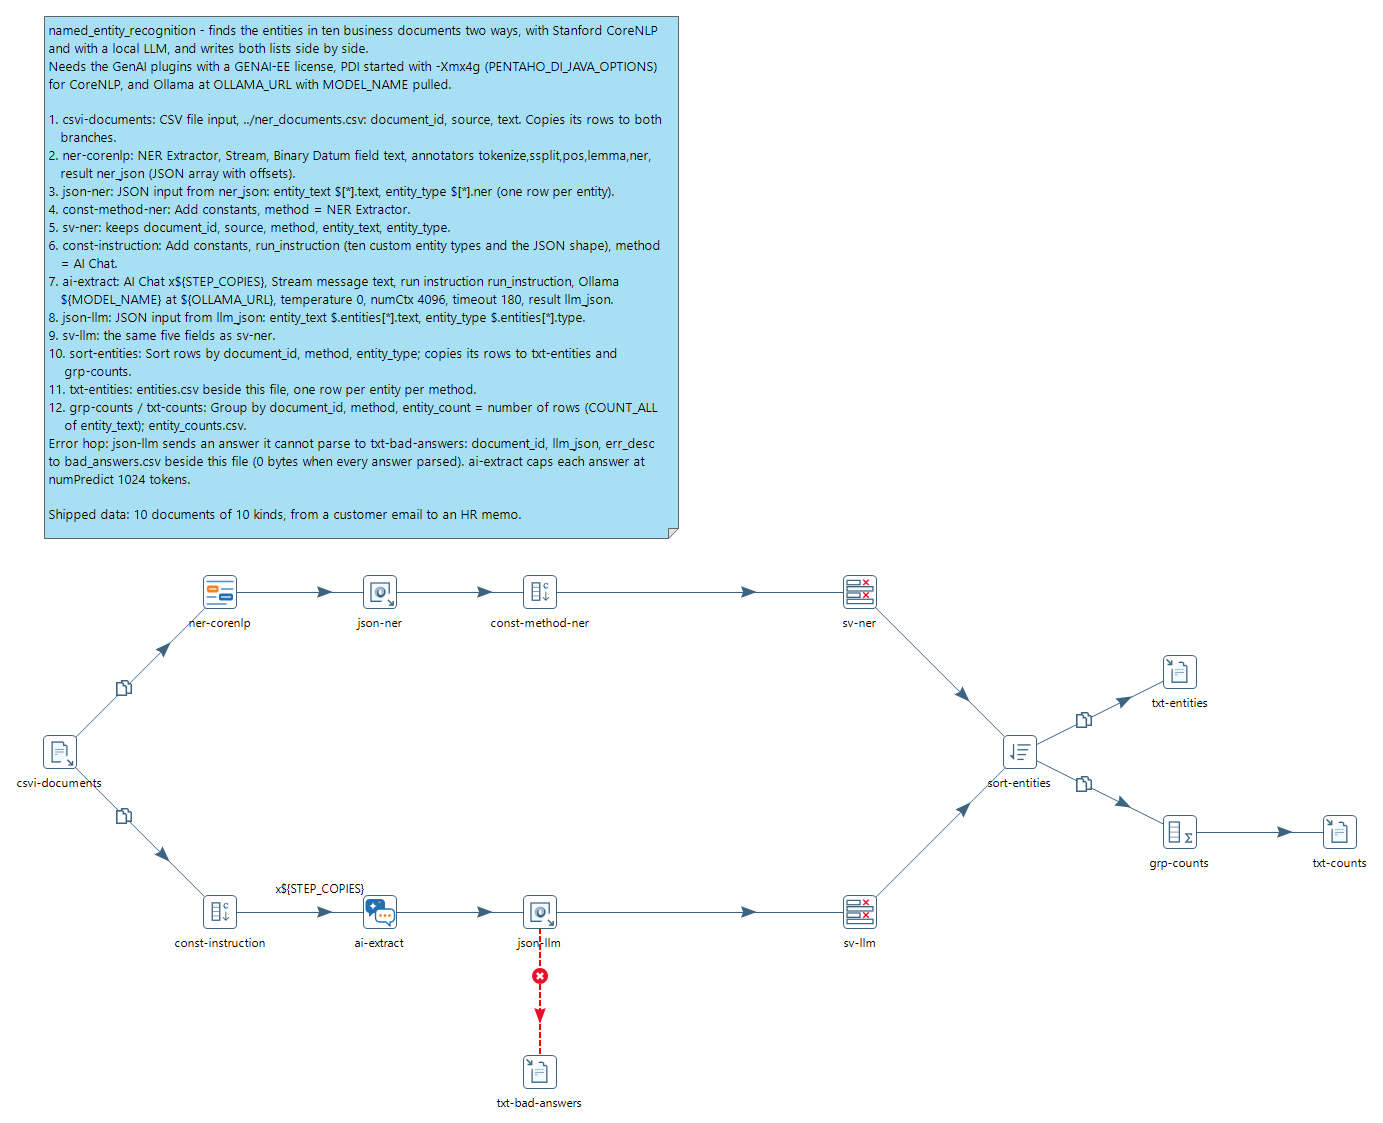 named_entity_recognition - finds the entities in ten business documents two ways, with Stanford CoreNLP
and with a local LLM, and writes both lists side by side.
Needs the GenAI plugins with a GENAI-EE license, PDI started with -Xmx4g (PENTAHO_DI_JAVA_OPTIONS)
for CoreNLP, and Ollama at OLLAMA_URL with MODEL_NAME pulled.
1. csvi-documents: CSV file input, ../ner_documents.csv: document_id, source, text. Copies its rows to both
branches.
2. ner-corenlp: NER Extractor, Stream, Binary Datum field text, annotators tokenize,ssplit,pos,lemma,ner,
result ner_json (JSON array with offsets).
3. json-ner: JSON input from ner_json: entity_text $[*].text, entity_type $[*].ner (one row per entity).
4. const-method-ner: Add constants, method = NER Extractor.
5. sv-ner: keeps document_id, source, method, entity_text, entity_type.
6. const-instruction: Add constants, run_instruction (ten custom entity types and the JSON shape), method
= AI Chat.
7. ai-extract: AI Chat x${STEP_COPIES}, Stream message text, run instruction run_instruction, Ollama
${MODEL_NAME} at ${OLLAMA_URL}, temperature 0, numCtx 4096, timeout 180, result llm_json.
8. json-llm: JSON input from llm_json: entity_text $.entities[*].text, entity_type $.entities[*].type.
9. sv-llm: the same five fields as sv-ner.
10. sort-entities: Sort rows by document_id, method, entity_type; copies its rows to txt-entities and
grp-counts.
11. txt-entities: entities.csv beside this file, one row per entity per method.
12. grp-counts / txt-counts: Group by document_id, method, entity_count = number of rows (COUNT_ALL
of entity_text); entity_counts.csv.
Error hop: json-llm sends an answer it cannot parse to txt-bad-answers: document_id, llm_json, err_desc
to bad_answers.csv beside this file (0 bytes when every answer parsed). ai-extract caps each answer at
numPredict 1024 tokens.
Shipped data: 10 documents of 10 kinds, from a customer email to an HR memo.
ner-corenlp
json-ner
const-method-ner
sv-ner
txt-entities
csvi-documents
sort-entities
grp-counts
txt-counts
x${STEP_COPIES}
const-instruction
ai-extract
json-llm
sv-llm
txt-bad-answers